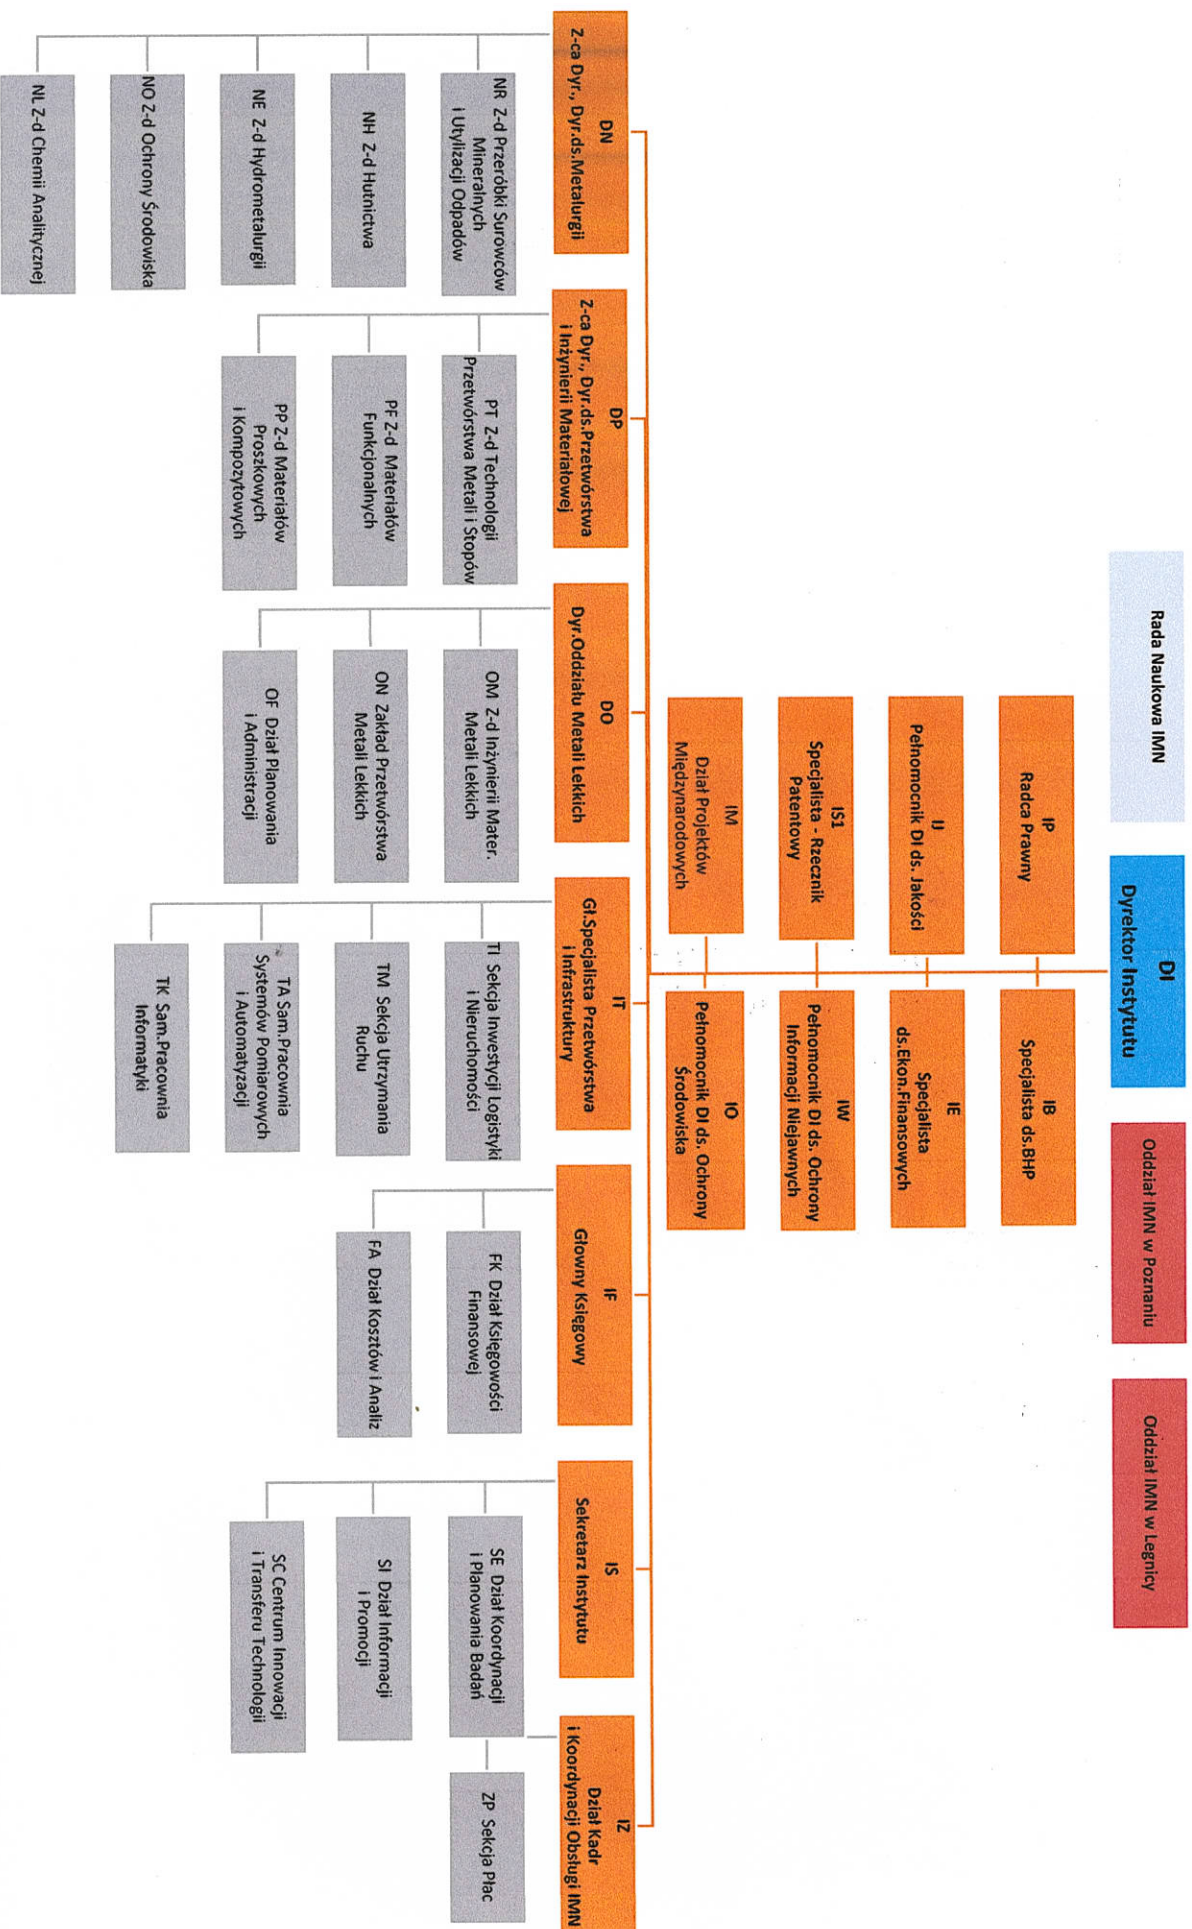 Rada Naukowa IMN
DI
Dyrektor Instytutu
Oddział IMN w Poznaniu
Oddział IMN w Legnicy
IP
Radca Prawny
IB
Specjalista ds.BHP
IJ
Pełnomocnik DI ds. Jakości
IE
Specjalista
ds.Ekon.Finansowych
IS1
Specjalista - Rzecznik
Patentowy
IW
Pełnomocnik DI ds. Ochrony
Informacji Niejawnych
IM
Dział Projektów
Międzynarodowych
IO
Pełnomocnik DI ds. Ochrony
Środowiska
DN
Z-ca Dyr., Dyr.ds.Metalurgii
NR Z-d Przeróbki Surowców
Mineralnych
i Utylizacji Odpadów
NH Z-d Hutnictwa
NE Z-d Hydrometalurgii
NO Z-d Ochrony Środowiska
NL Z-d Chemii Analitycznej
DP
Z-ca Dyr., Dyr.ds.Przetwórstwa
i Inżynierii Materiałowej
PT Z-d Technologii
Przetwórstwa Metali i Stopów
PF Z-d Materiałów
Funkcjonalnych
PP Z-d Materiałów
Proszkowych
i Kompozytowych
DO
Dyr.Oddziału Metali Lekkich
OM Z-d Inżynierii Mater.
Metali Lekkich
ON Zakład Przetwórstwa
Metali Lekkich
OF Dział Planowania
i Administracji
IT
Gł.Specjalista Przetwórstwa
i Infrastruktury
TI Sekcja Inwestycji Logistyki
i Nieruchomości
TM Sekcja Utrzymania
Ruchu
TA Sam.Pracownia
Systemów Pomiarowych
i Automatyzacji
TK Sam.Pracownia
Informatyki
IF
Głowny Księgowy
FK Dział Księgowości
Finansowej
FA Dział Kosztów i Analiz
IS
Sekretarz Instytutu
SE Dział Koordynacji
i Planowania Badań
SI Dział Informacji
i Promocji
SC Centrum Innowacji
i Transferu Technologii
IZ
Dział Kadr
i Koordynacji Obsługi IMN
ZP Sekcja Płac